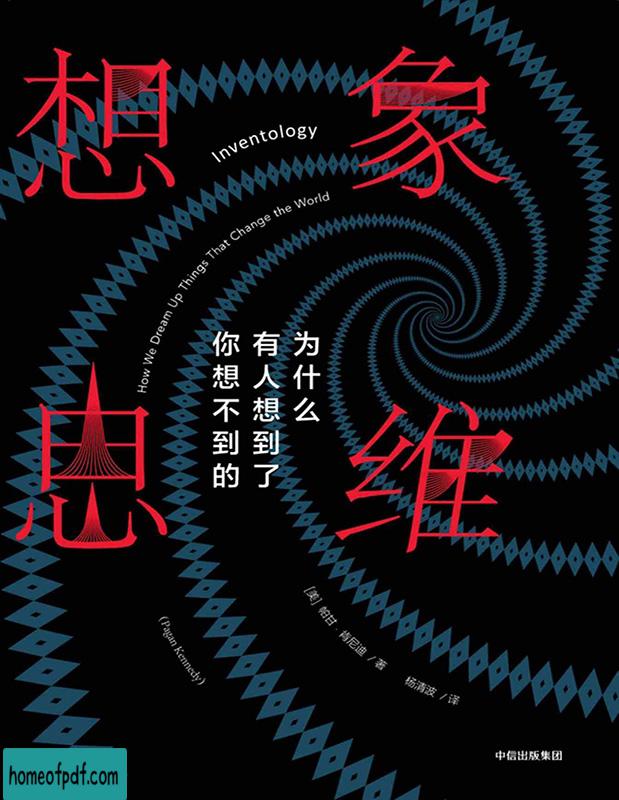 想象
Inventology
How We Dream Up Things That Change the World
为什么
有人想到了
你想不到的
思维
[美] 帕甘·肯尼迪 / 著
(Pagan Kennedy)
杨清波 / 译
中信出版集团
homeofpdf.com